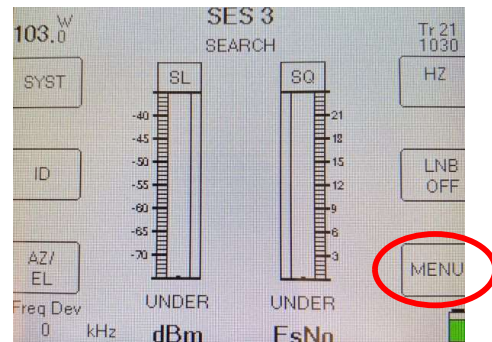 SES 3
103.0 W
SEARCH
Tr 21
1030
SYST
SL
SQ
HZ
-40
-45
-50
-55
-60
-65
-70
21
18
15
12
9
6
3
ID
LNB
OFF
AZ/
EL
MENU
Freq Dev
0 kHz
UNDER
dBm
UNDER
EsNo